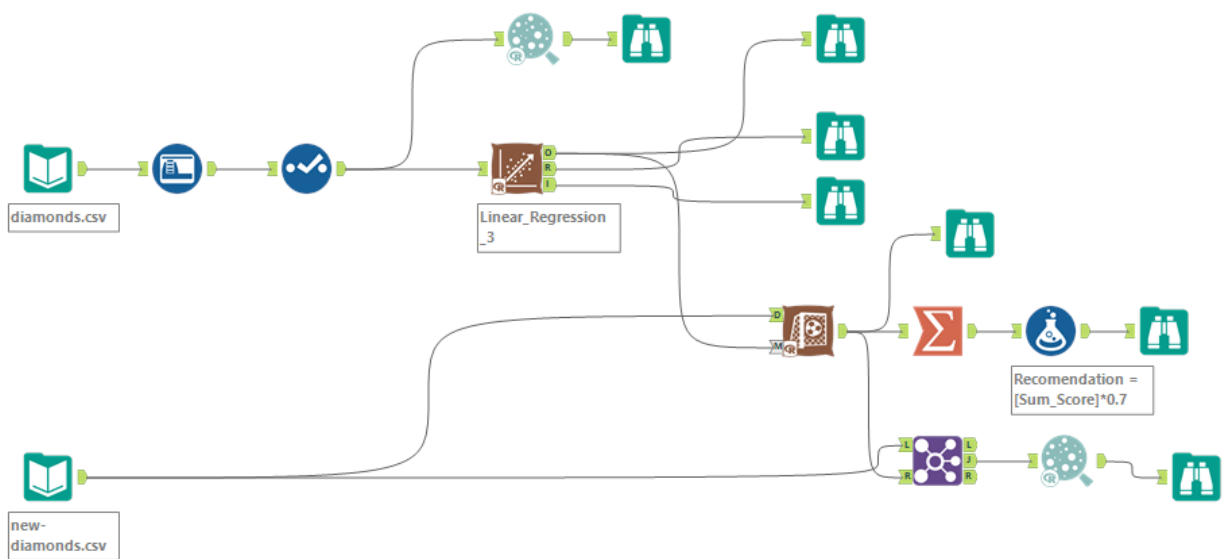 diamonds.csv
O
R
I
Linear_Regression
_3
D
M
Recomendation =
[Sum_Score]*0.7
L
R
L
J
R
new-
diamonds.csv